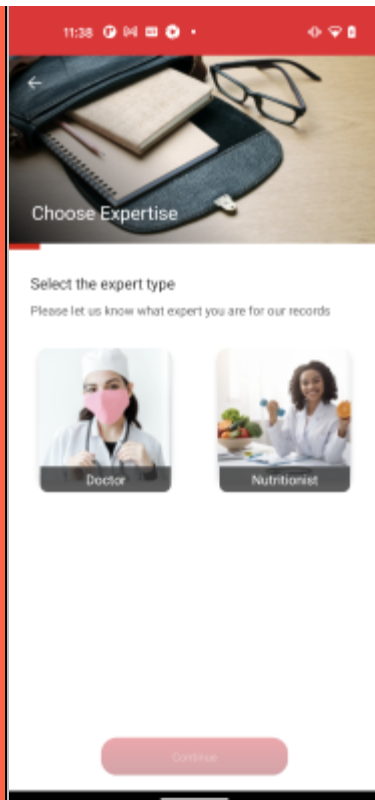 11:38
Choose Expertise
Select the expert type
Please let us know what expert you are for our records
Doctor
Nutritionist
Continue